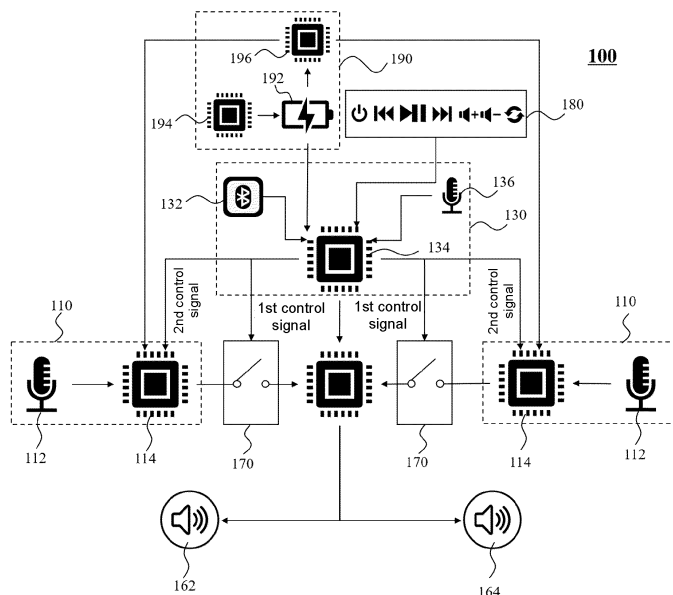 100
196
190
192
194
180
132
136
130
134
2nd control
signal
1st control
signal
1st control
signal
2nd control
signal
110
110
112
114
170
170
114
112
162
164